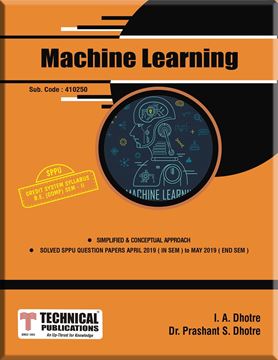 Machine Learning
Sub. Code : 410250
SPPU
CREDIT SYSTEM SYLLABUS
B.E. (COMP) SEM - II
MACHINE LEARNING
● SIMPLIFIED & CONCEPTUAL APPROACH
● SOLVED SPPU QUESTION PAPERS APRIL 2019 ( IN SEM ) to MAY 2019 ( END SEM )
TECHNICAL
PUBLICATIONS
SINCE 1993
An Up-Thrust for Knowledge
I. A. Dhotre
Dr. Prashant S. Dhotre